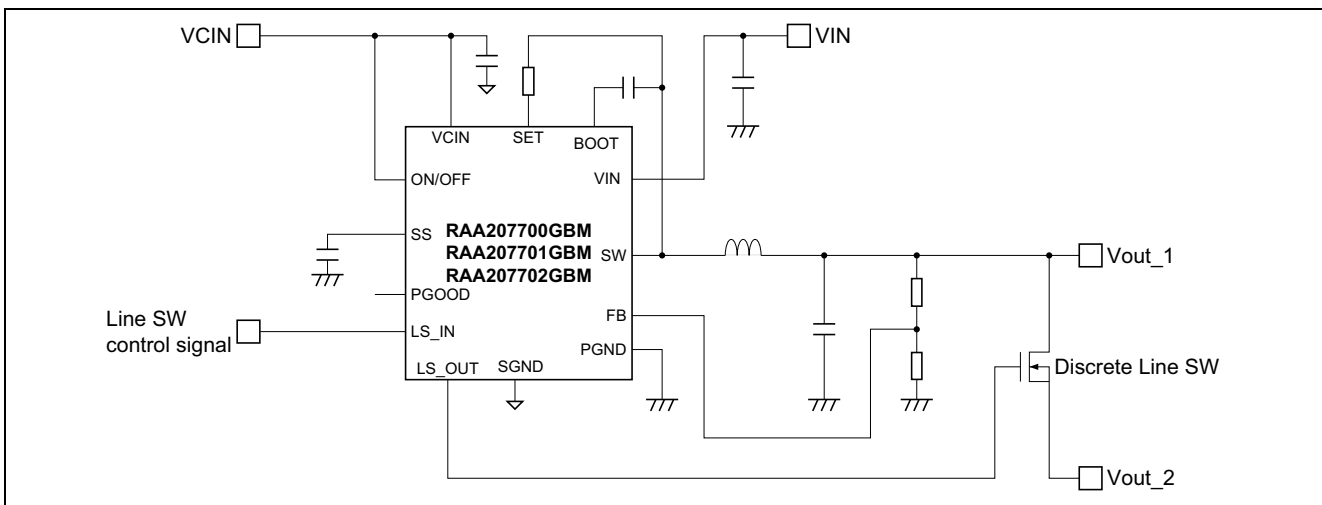 VCIN
VIN
VCIN
SET
BOOT
VIN
ON/OFF
SS
RAA207700GBM
RAA207701GBM
RAA207702GBM
SW
Vout_1
PGOOD
FB
Line SW
control signal
LS_IN
PGND
LS_OUT
SGND
Discrete Line SW
Vout_2